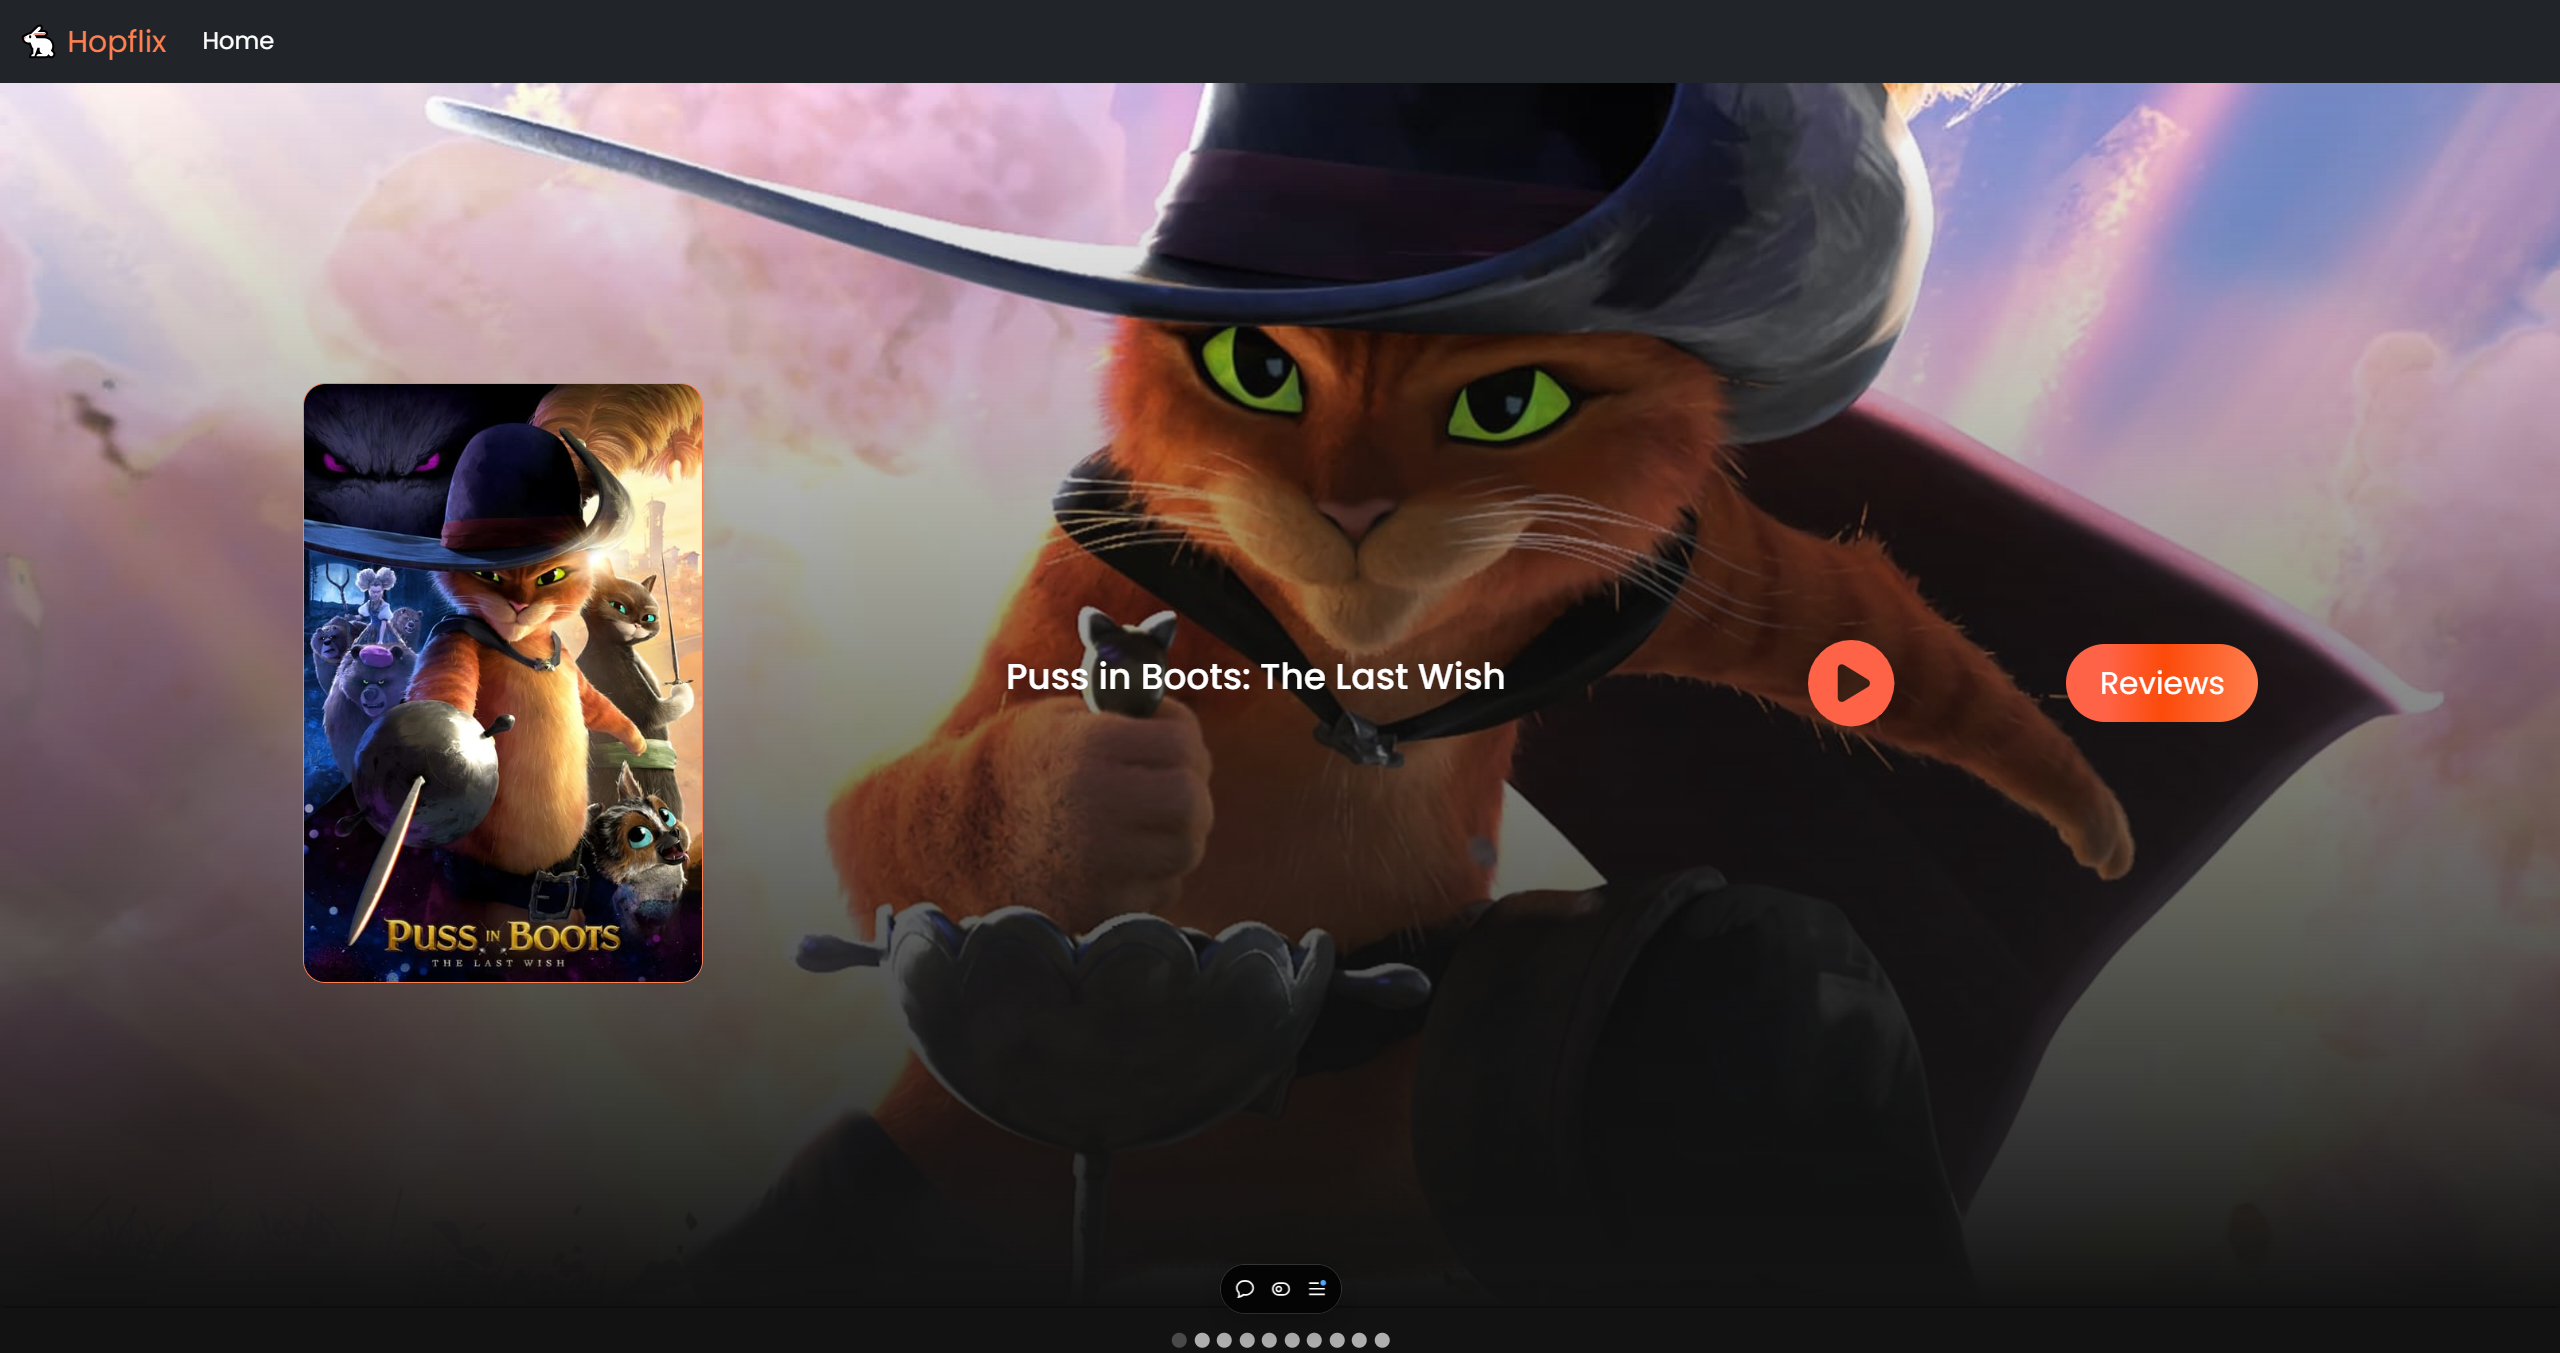 Hopflix Home
Puss in Boots: The Last Wish
Reviews
PUSS IN BOOTS
THE LAST WISH